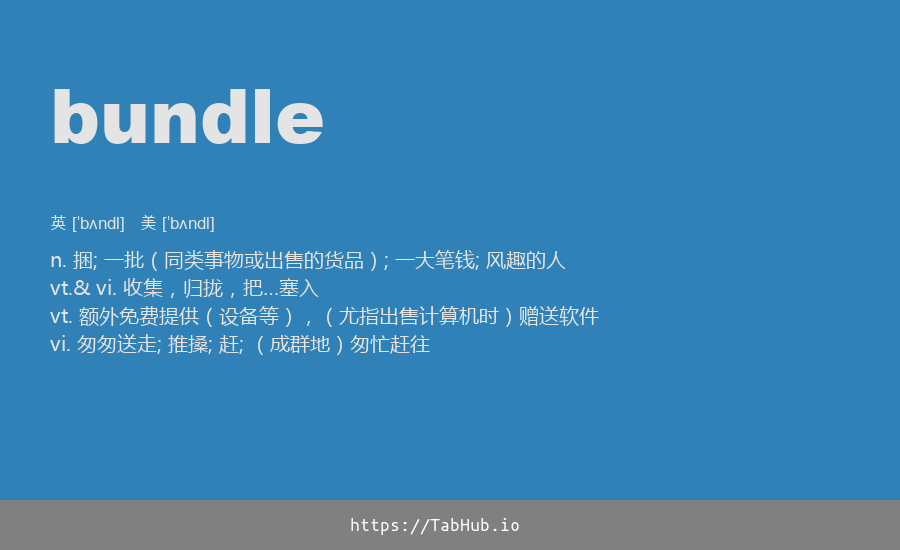 bundle
英 ['bʌndl] 美 ['bʌndl]
n. 捆; 一批（同类事物或出售的货品）; 一大笔钱; 风趣的人
vt.& vi. 收集，归拢，把…塞入
vt. 额外免费提供（设备等），（尤指出售计算机时）赠送软件
vi. 匆匆送走; 推搡; 赶; （成群地）匆忙赶往
https://TabHub.io